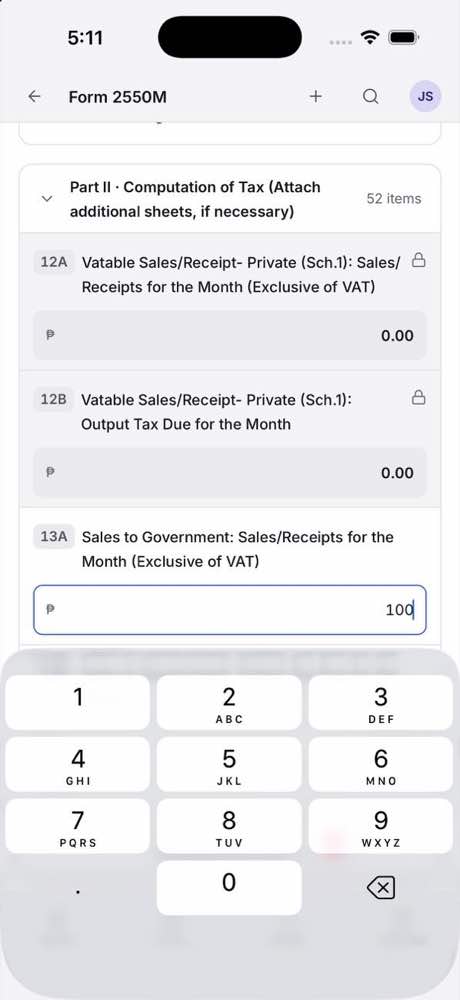 5:11
Form 2550M
JS
Part II · Computation of Tax (Attach
additional sheets, if necessary)
52 items
12A
Vatable Sales/Receipt- Private (Sch.1): Sales/
Receipts for the Month (Exclusive of VAT)
₱
0.00
12B
Vatable Sales/Receipt- Private (Sch.1):
Output Tax Due for the Month
₱
0.00
13A
Sales to Government: Sales/Receipts for the
Month (Exclusive of VAT)
₱
100
1
2
ABC
3
DEF
4
GHI
5
JKL
6
MNO
7
PQRS
8
TUV
9
WXYZ
.
0